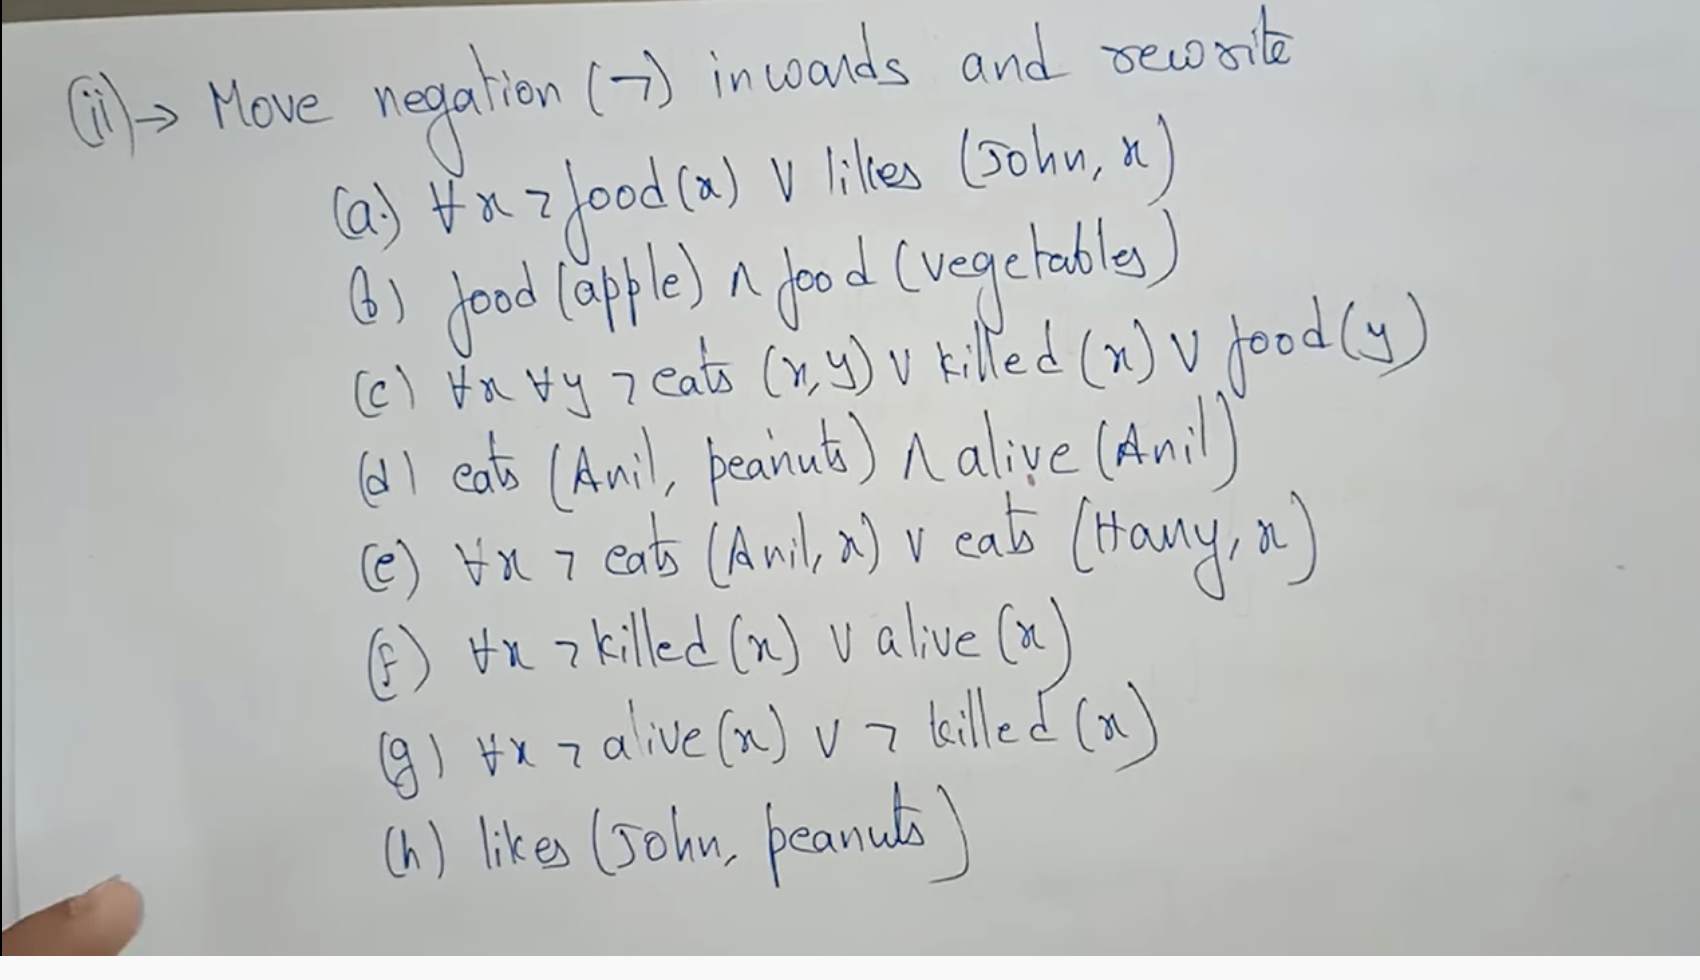 (ii)→ Move negation (¬) inwards and rewrite
(a.) ∀x ¬food(x) ∨ likes (John, x)
(b) food (apple) ∧ food (vegetables)
(c) ∀x ∀y ¬eats (x,y) ∨ killed (x) ∨ food(y)
(d) eats (Anil, peanuts) ∧ alive (Anil)
(e) ∀x ¬ eats (Anil, x) ∨ eats (Harry, x)
(f) ∀x ¬killed (x) ∨ alive (x)
(g) ∀x ¬ alive (x) ∨ ¬ killed (x)
(h) likes (John, peanuts)